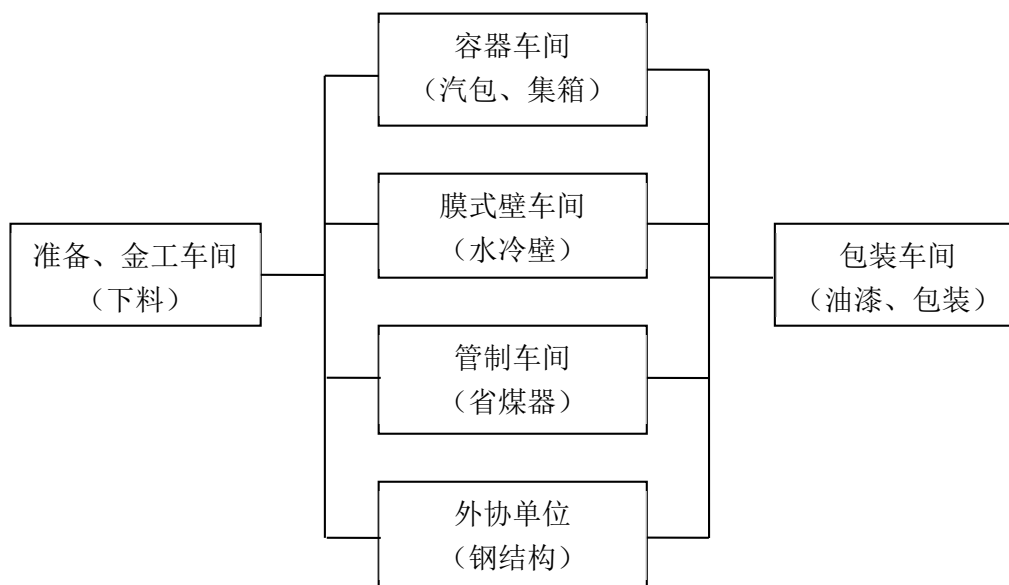 容器车间
（汽包、集箱）
膜式壁车间
（水冷壁）
准备、金工车间
（下料）
包装车间
（油漆、包装）
管制车间
（省煤器）
外协单位
（钢结构）